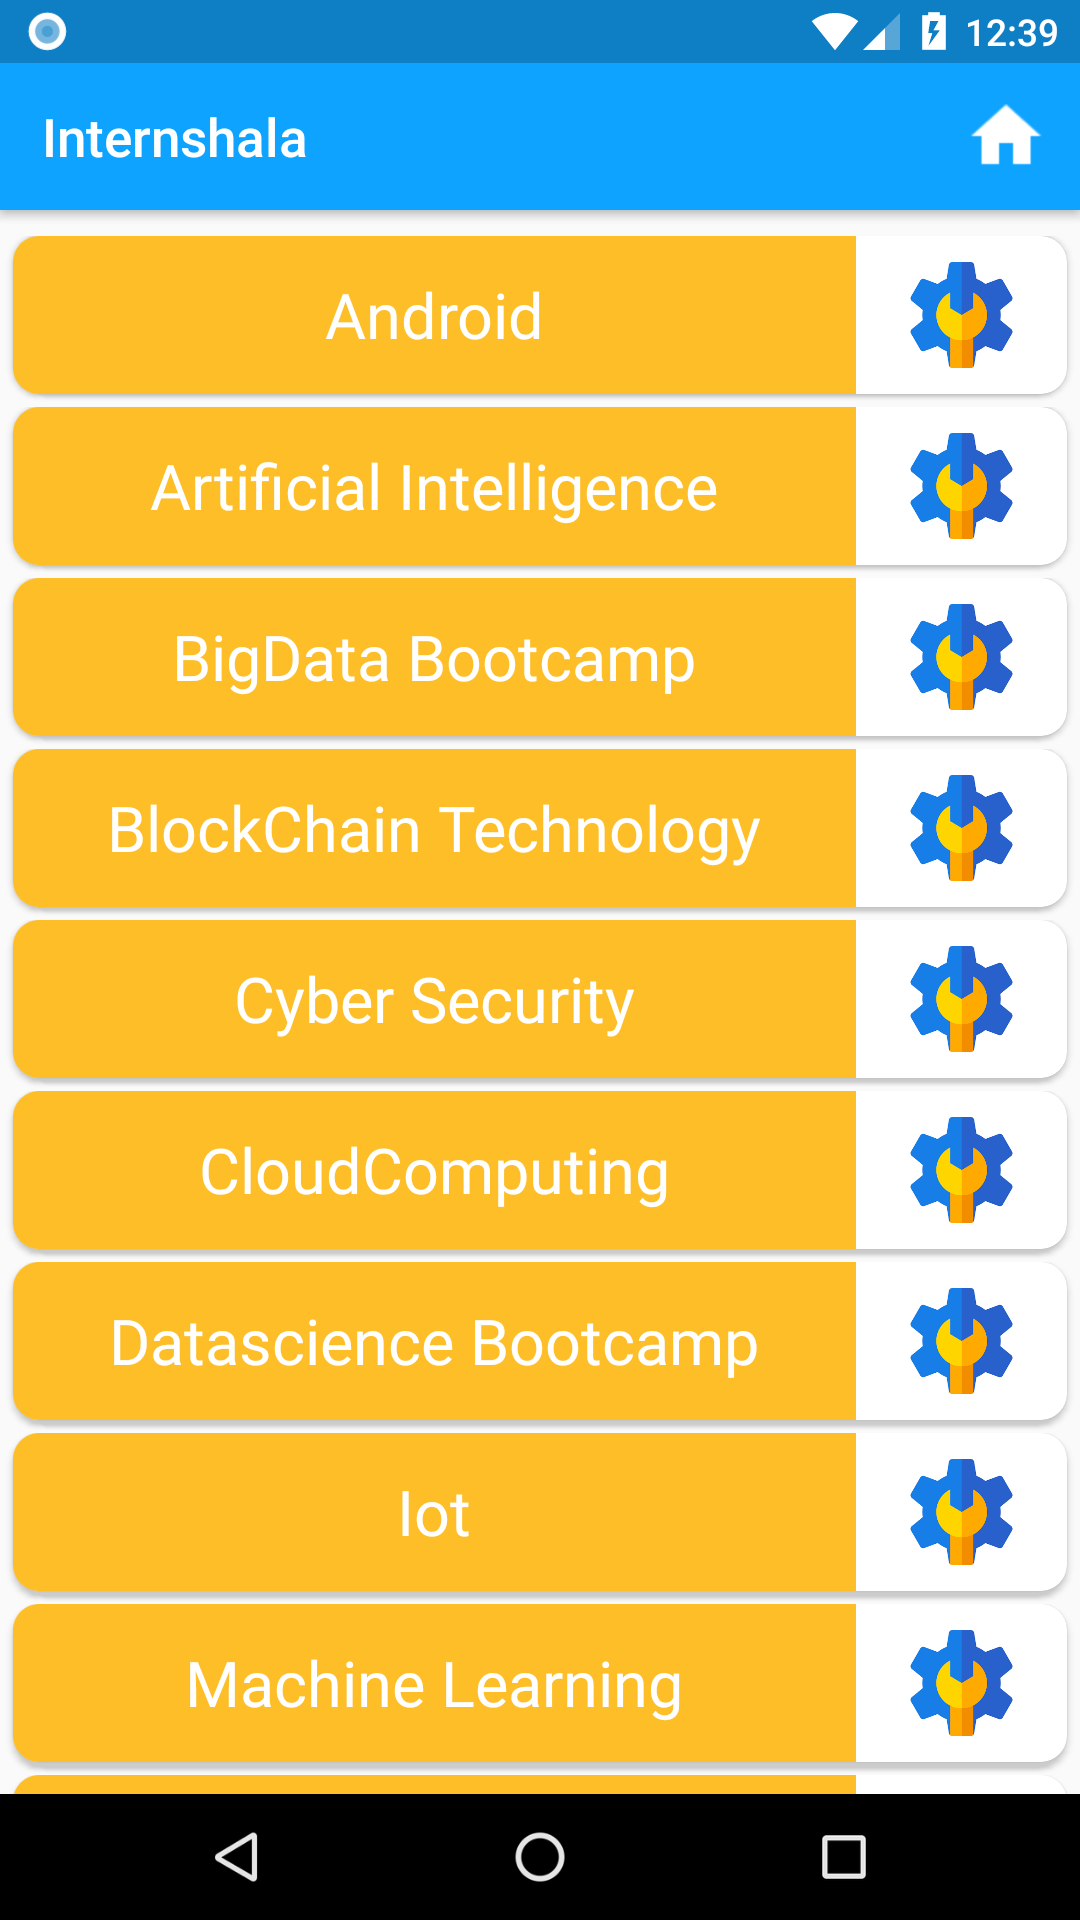 12:39
Internshala
Android
Artificial Intelligence
BigData Bootcamp
BlockChain Technology
Cyber Security
CloudComputing
Datascience Bootcamp
Iot
Machine Learning